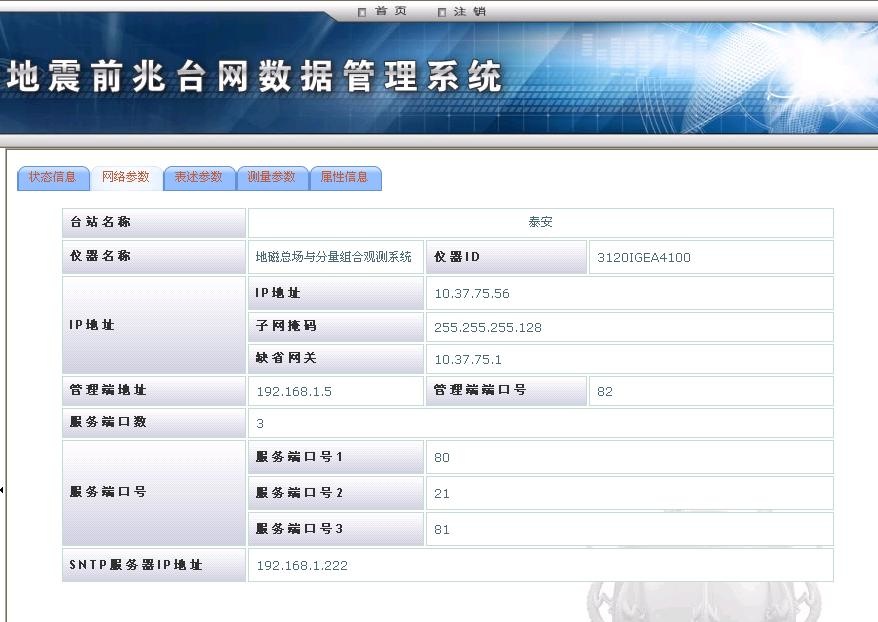 首页 注销
地震前兆台网数据管理系统
状态信息 网络参数 表述参数 测量参数 属性信息
台站名称 泰安
仪器名称 地磁总场与分量组合观测系统 仪器ID 3120IGEA4100
IP地址 IP地址 10.37.75.56
子网掩码 255.255.255.128
缺省网关 10.37.75.1
管理端地址 192.168.1.5 管理端端口号 82
服务端口数 3
服务端口号 服务端口号1 80
服务端口号2 21
服务端口号3 81
SNTP服务器IP地址 192.168.1.222